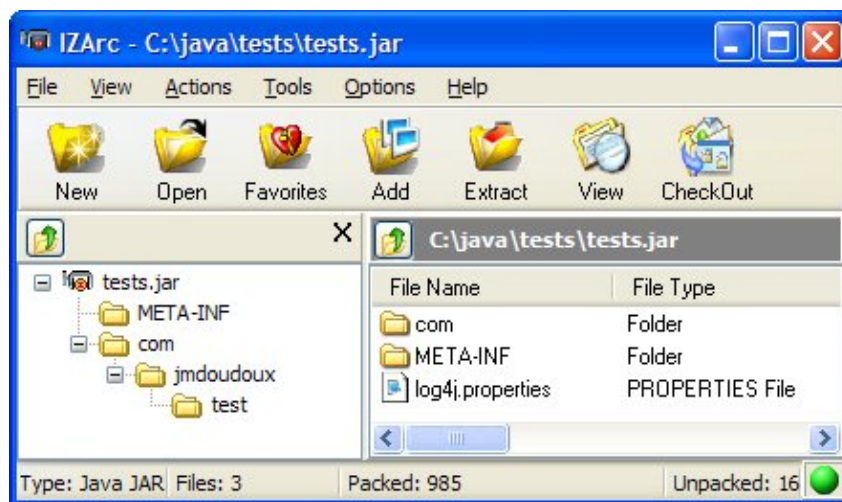 IZArc - C:\java\tests\tests.jar
File View Actions Tools Options Help
New Open Favorites Add Extract View CheckOut
C:\java\tests\tests.jar
tests.jar
META-INF
com
jmdoudoux
test
File Name File Type
com Folder
META-INF Folder
log4j.properties PROPERTIES File
Type: Java JAR Files: 3 Packed: 985 Unpacked: 16